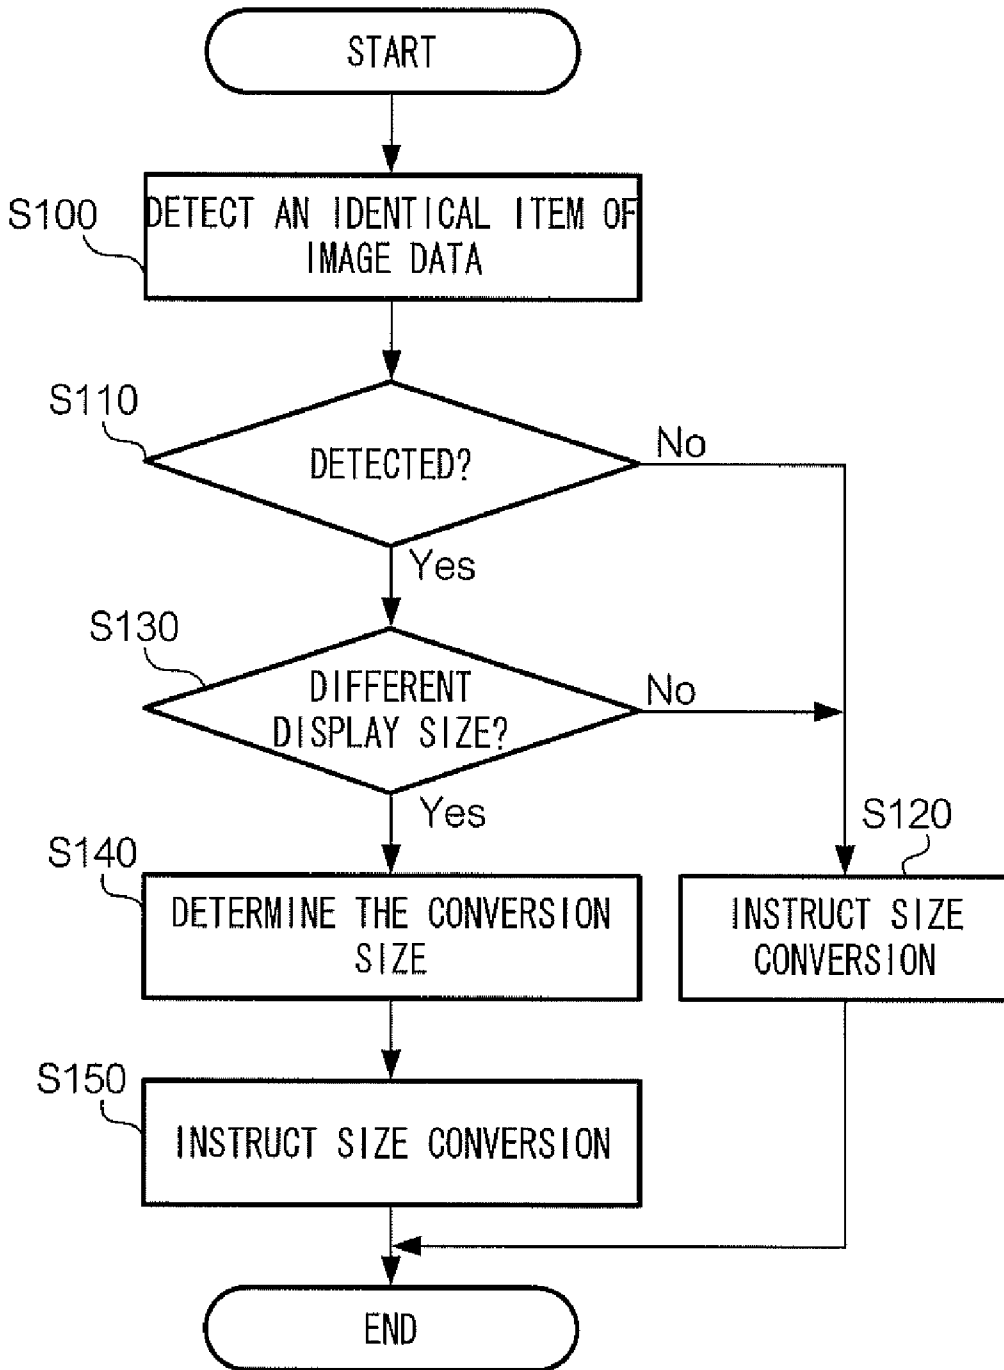 START
S100
DETECT AN IDENTICAL ITEM OF
IMAGE DATA
S110
DETECTED?
No
Yes
S130
DIFFERENT
DISPLAY SIZE?
No
Yes
S140
DETERMINE THE CONVERSION
SIZE
S120
INSTRUCT SIZE
CONVERSION
S150
INSTRUCT SIZE CONVERSION
END